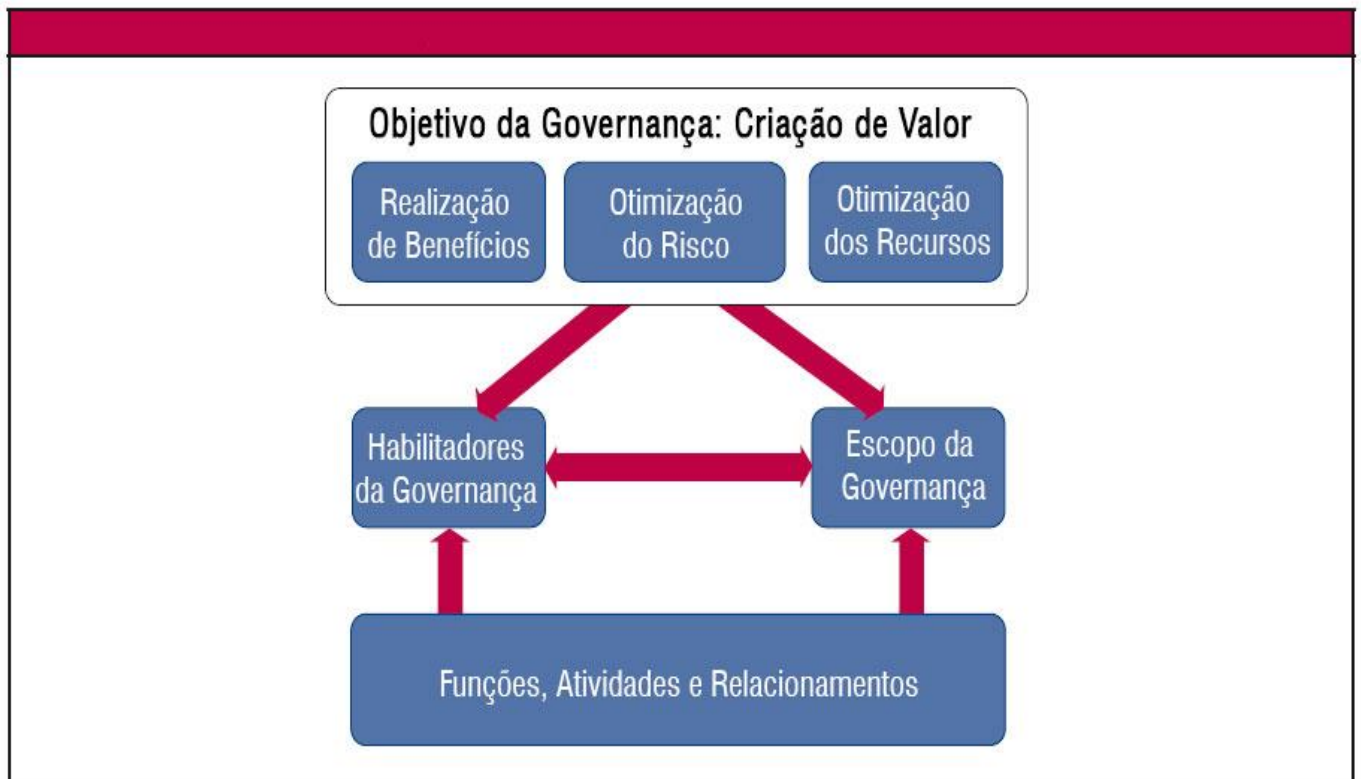 Objetivo da Governança: Criação de Valor
Realização
de Benefícios
Otimização
do Risco
Otimização
dos Recursos
Habilitadores
da Governança
Escopo da
Governança
Funções, Atividades e Relacionamentos